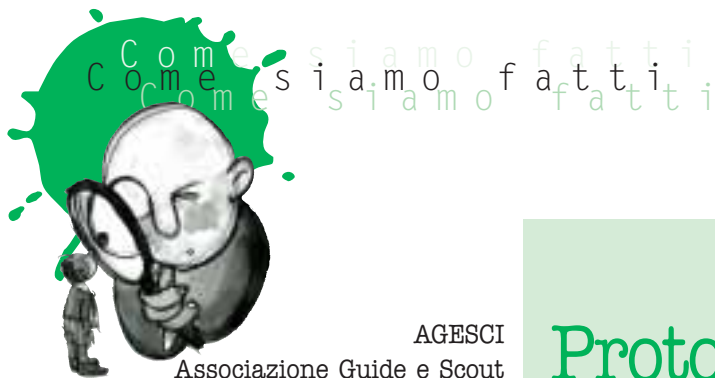 Come siamo fatti
Come siamo fatti
Come siamo fatti
AGESCI
Associazione Guide e Scout
Proto